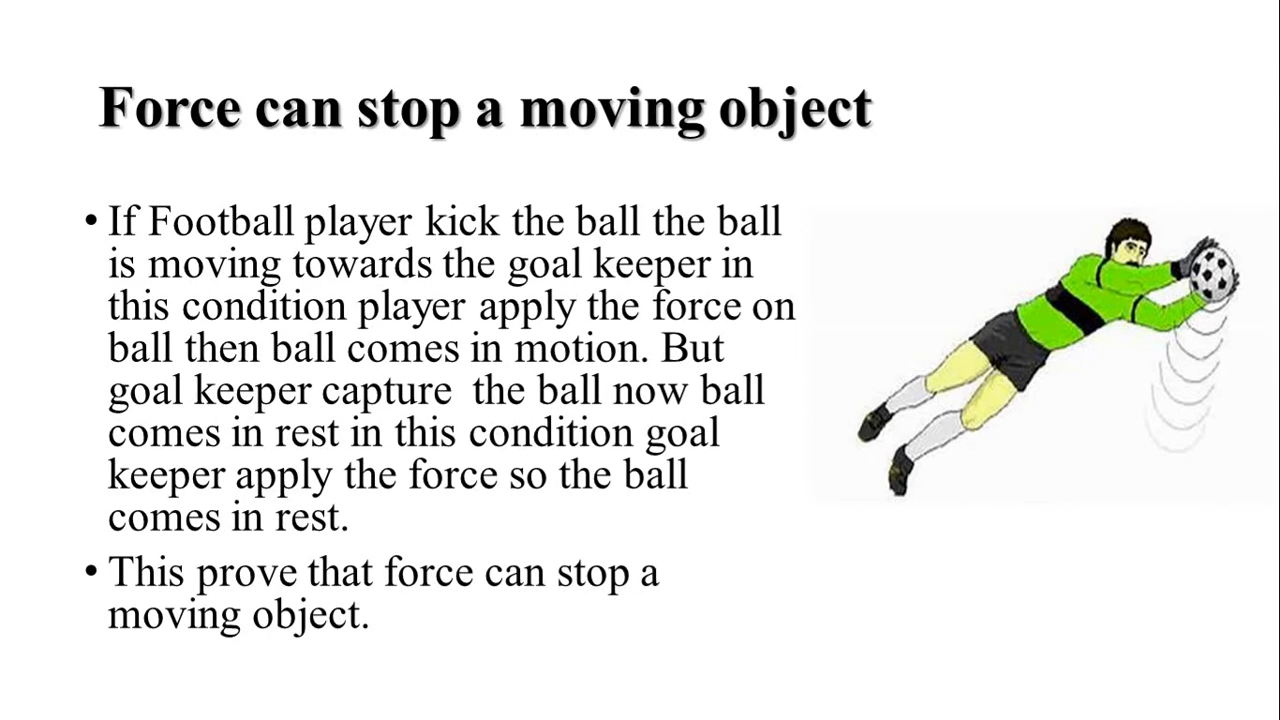 Force can stop a moving object
• If Football player kick the ball the ball
is moving towards the goal keeper in
this condition player apply the force on
ball then ball comes in motion. But
goal keeper capture  the ball now ball
comes in rest in this condition goal
keeper apply the force so the ball
comes in rest.
• This prove that force can stop a
moving object.